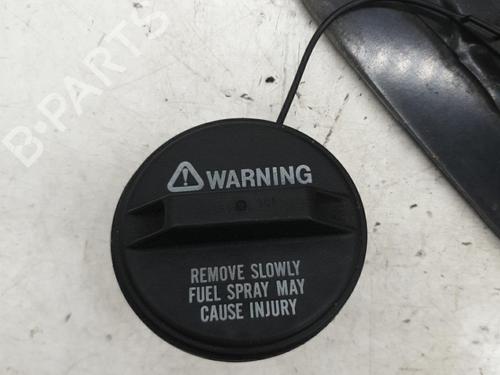 B-PARTS
WARNING
REMOVE SLOWLY
FUEL SPRAY MAY
CAUSE INJURY